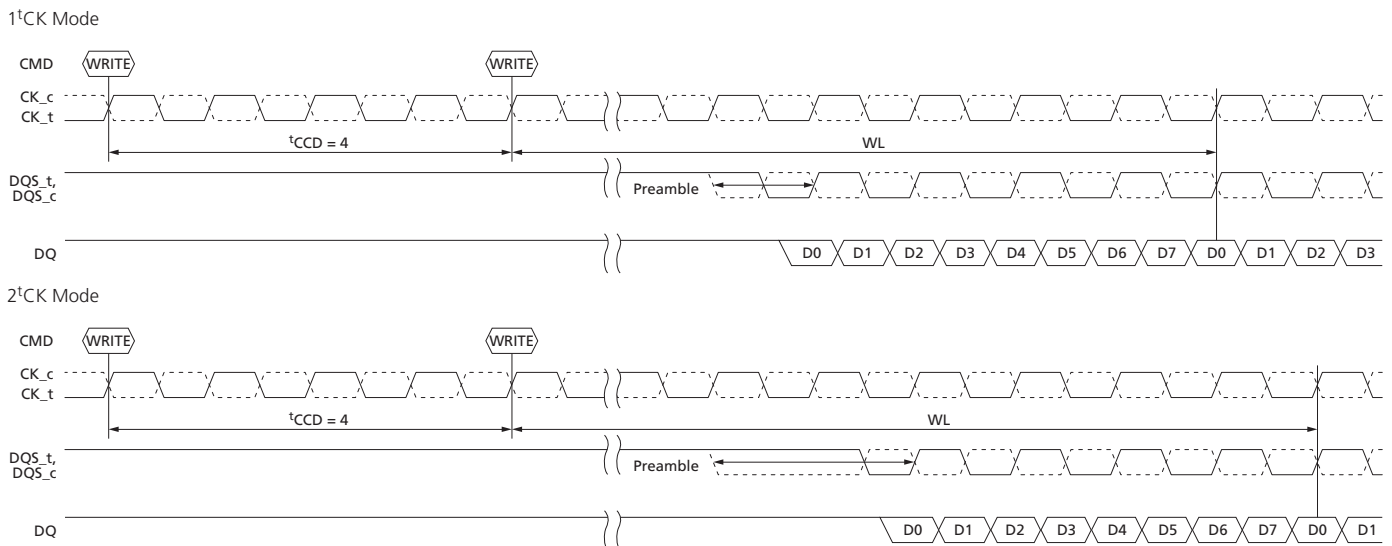 1tCK Mode
CMD WRITE WRITE
CK_c
CK_t
tCCD = 4 WL
DQS_t,
DQS_c
Preamble
DQ D0 D1 D2 D3 D4 D5 D6 D7 D0 D1 D2 D3
2tCK Mode
CMD WRITE WRITE
CK_c
CK_t
tCCD = 4 WL
DQS_t,
DQS_c
Preamble
DQ D0 D1 D2 D3 D4 D5 D6 D7 D0 D1